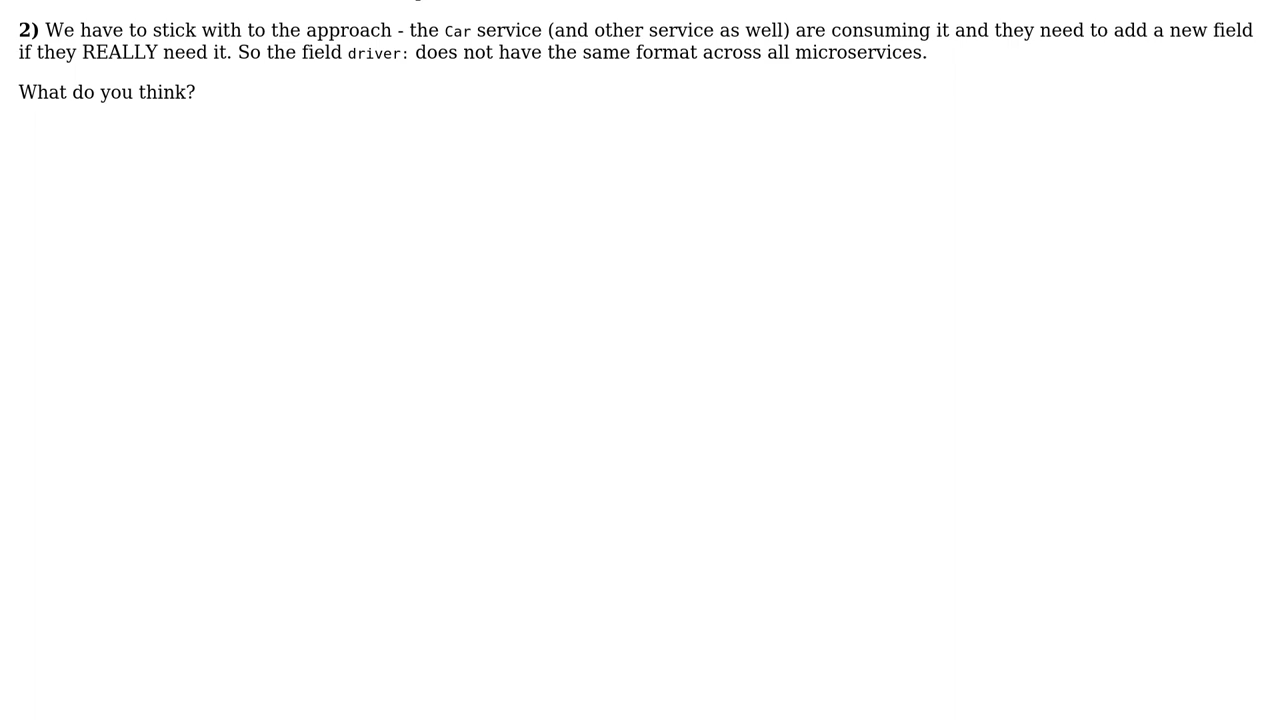 2) We have to stick with to the approach - the Car service (and other service as well) are consuming it and they need to add a new field
if they REALLY need it. So the field driver: does not have the same format across all microservices.
What do you think?